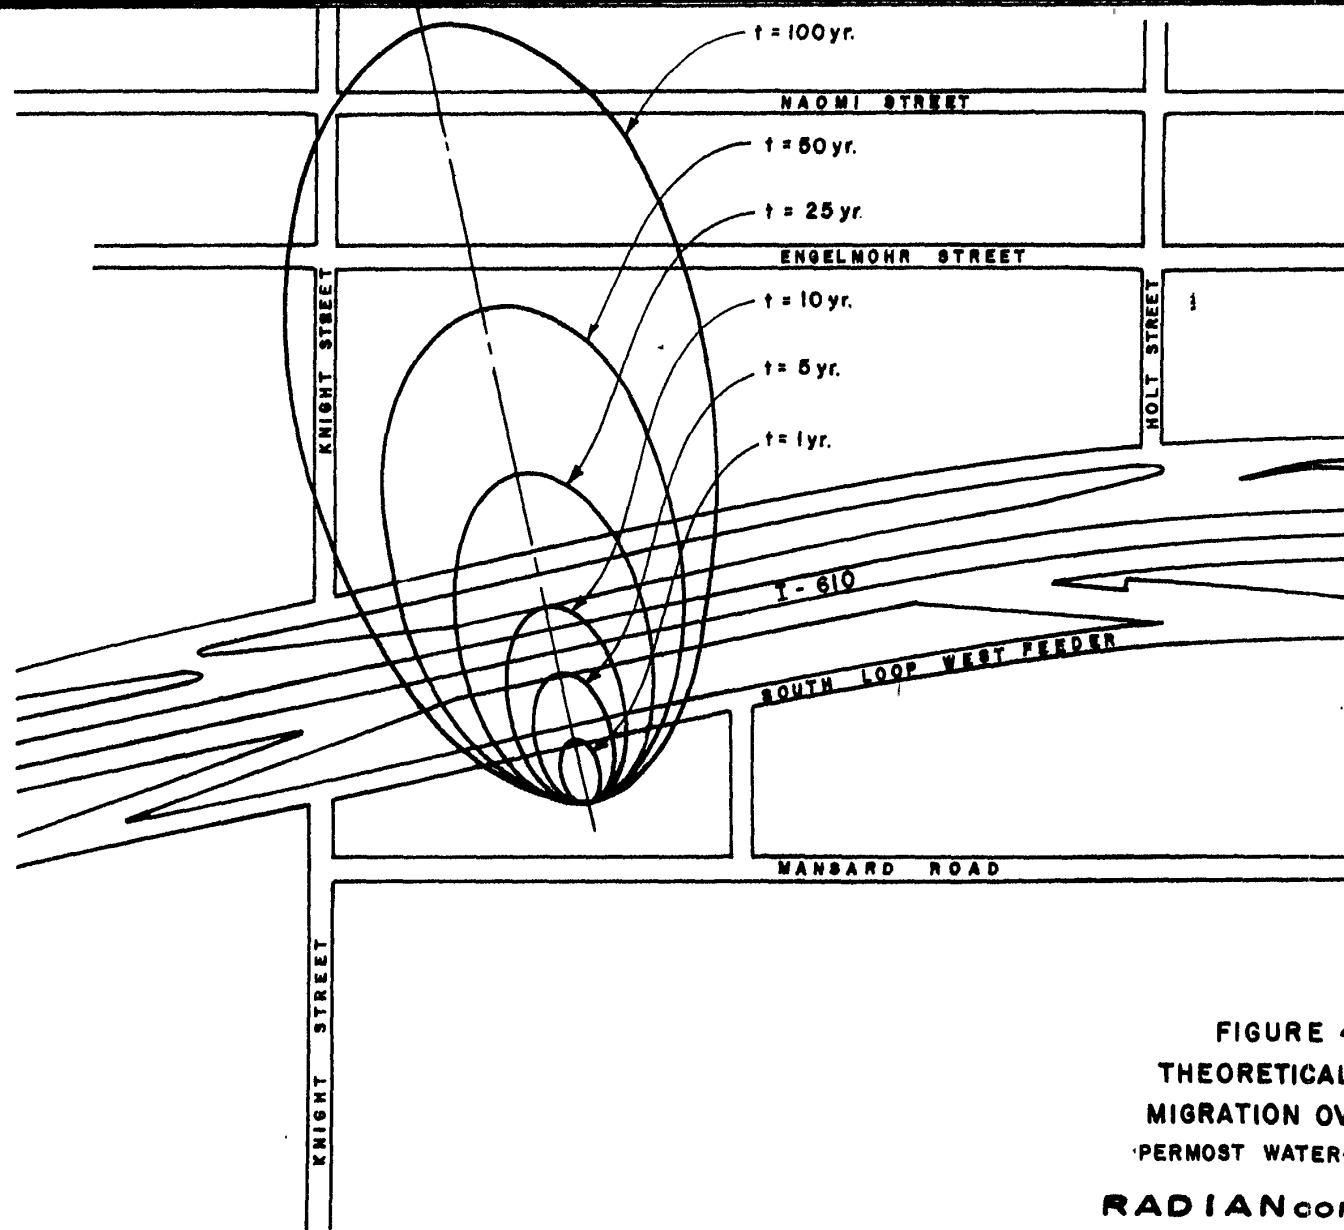 t = 100 yr.
NAOMI STREET
t = 50 yr.
t = 25 yr.
ENGELMOHR STREET
t = 10 yr.
KNIGHT STREET
HOLT STREET
t = 5 yr.
t = 1 yr.
I - 610
SOUTH LOOP WEST FEEDER
MANSARD ROAD
KNIGHT STREET
FIGURE
THEORETICAL
MIGRATION
PERMOST WATER-
RADIAN